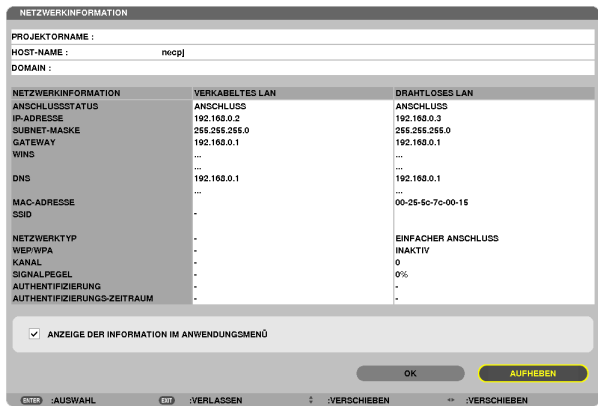 NETZWERKINFORMATION
PROJEKTORNAME :
HOST-NAME : necpj
DOMAIN :
NETZWERKINFORMATION VERKABELTES LAN DRAHTLOSES LAN
ANSCHLUSSSTATUS ANSCHLUSS ANSCHLUSS
IP-ADRESSE 192.168.0.2 192.168.0.3
SUBNET-MASKE 255.255.255.0 255.255.255.0
GATEWAY 192.168.0.1 192.168.0.1
WINS ... ...
... ...
DNS 192.168.0.1 192.168.0.1
... ...
MAC-ADRESSE 00-25-5c-7c-00-15
SSID -
NETZWERKTYP - EINFACHER ANSCHLUSS
WEP/WPA - INAKTIV
KANAL - 0
SIGNALPEGEL - 0%
AUTHENTIFIZIERUNG - -
AUTHENTIFIZIERUNGS-ZEITRAUM - -
ANZEIGE DER INFORMATION IM ANWENDUNGSMENÜ
OK AUFHEBEN
ENTER :AUSWAHL EXIT :VERLASSEN :VERSCHIEBEN :VERSCHIEBEN